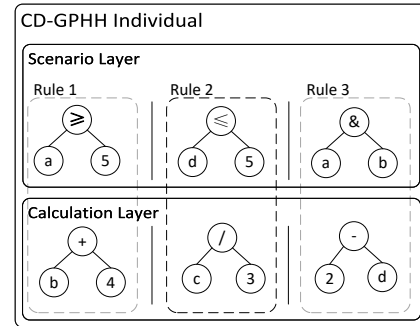 CD-GPHH Individual
Scenario Layer
Rule 1 Rule 2 Rule 3
≥ ≤ &
a 5 d 5 a b
Calculation Layer
+ / -
b 4 c 3 2 d